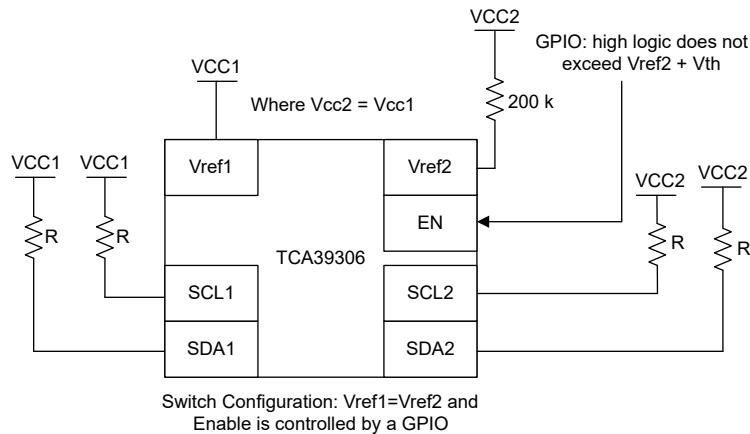 VCC2
GPIO: high logic does not
exceed Vref2 + Vth
VCC1
Where Vcc2 = Vcc1
200 k
VCC1
VCC1
Vref1
Vref2
VCC2
VCC2
EN
R
R
R
R
TCA39306
SCL1
SCL2
SDA1
SDA2
Switch Configuration: Vref1=Vref2 and
Enable is controlled by a GPIO